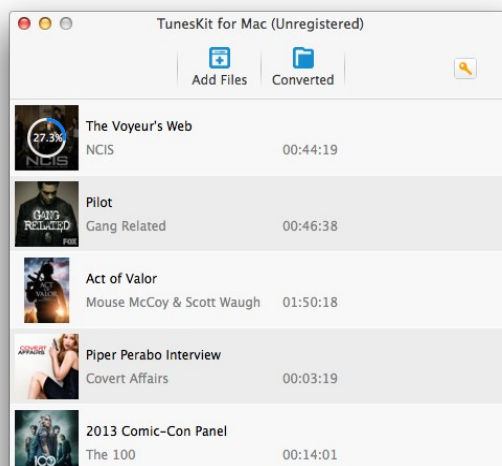 TunesKit for Mac (Unregistered)
Add Files
Converted
27.3%
NCIS
The Voyeur's Web
NCIS
00:44:19
GANG
RELATED
FOX
Pilot
Gang Related
00:46:38
ACT
OF
VALOR
Act of Valor
Mouse McCoy & Scott Waugh
01:50:18
COVERT
AFFAIRS
Piper Perabo Interview
Covert Affairs
00:03:19
100
2013 Comic-Con Panel
The 100
00:14:01